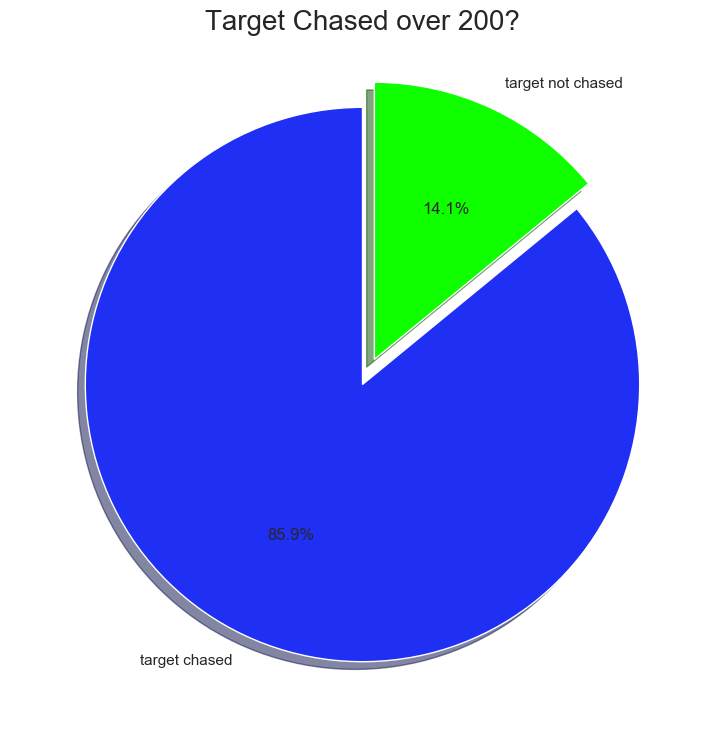 Target Chased over 200?
target not chased
14.1%
85.9%
target chased